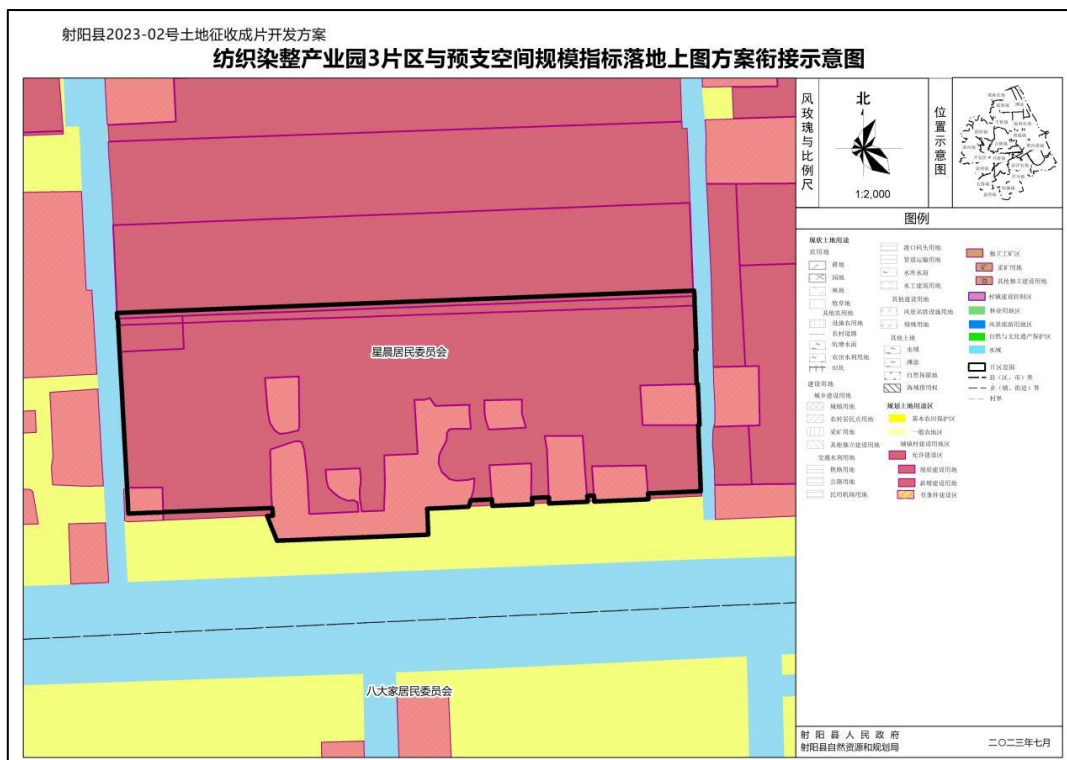 射阳县2023-02号土地征收成片开发方案
纺织染整产业园3片区与预支空间规模指标落地上图方案衔接示意图
星晨居民委员会
八大家居民委员会
风玫瑰与比例尺
北
1:2,000
位置示意图
图例
现状土地用途
农用地
耕地
园地
林地
牧草地
其他农用地
设施农用地
农村道路
坑塘水面
农田水利用地
田坎
建设用地
城乡建设用地
城镇用地
农村居民点用地
采矿用地
其他独立建设用地
交通水利用地
铁路用地
公路用地
民用机场用地
港口码头用地
管道运输用地
水库水面
水工建筑用地
其他建设用地
风景名胜设施用地
特殊用地
其他土地
水域
滩涂
自然保留地
海域使用权
规划土地用途区
基本农田保护区
一般农地区
城镇村建设用地区
允许建设区
现状建设用地
新增建设用地
有条件建设区
独立工矿区
采矿用地
其他独立建设用地
村镇建设控制区
林业用地区
风景旅游用地区
自然与文化遗产保护区
水域
片区范围
县（区、市）界
乡（镇、街道）界
村界
射阳县人民政府
射阳县自然资源和规划局
二〇二三年七月